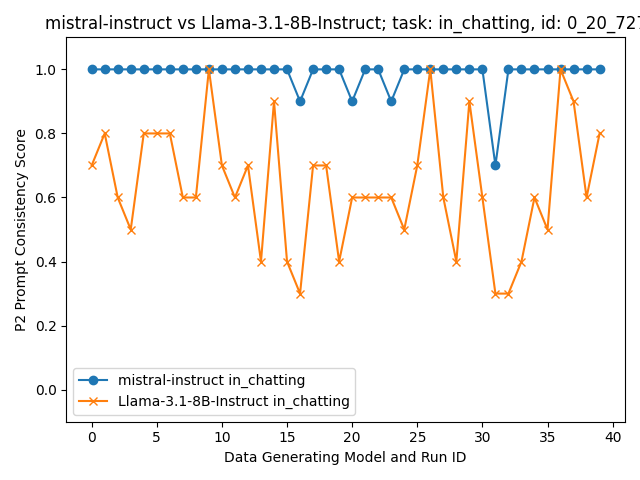 mistral-instruct vs Llama-3.1-8B-Instruct; task: in_chatting, id: 0_20_727
1.0
0.8
0.6
0.4
0.2
0.0
P2 Prompt Consistency Score
mistral-instruct in_chatting
Llama-3.1-8B-Instruct in_chatting
0 5 10 15 20 25 30 35 40
Data Generating Model and Run ID